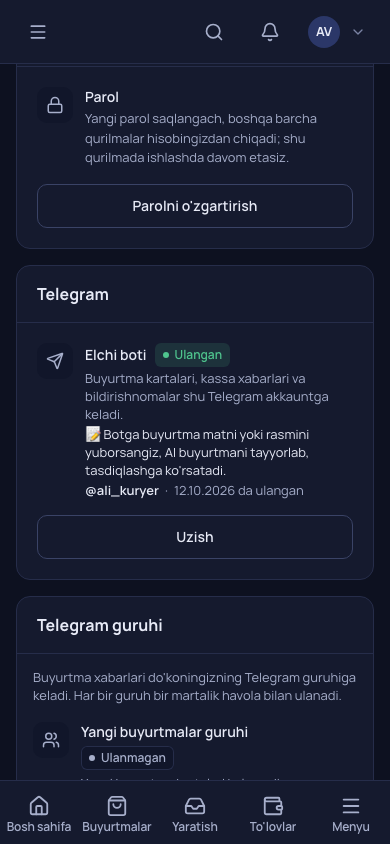 AV
Parol
Yangi parol saqlangach, boshqa barcha
qurilmalar hisobingizdan chiqadi; shu
qurilmada ishlashda davom etasiz.
Parolni o'zgartirish
Telegram
Elchi boti
Ulangan
Buyurtma kartalari, kassa xabarlari va
bildirishnomalar shu Telegram akkauntga
keladi.
📝 Botga buyurtma matni yoki rasmini
yuborsangiz, AI buyurtmani tayyorlab,
tasdiqlashga ko'rsatadi.
@ali_kuryer · 12.10.2026 da ulangan
Uzish
Telegram guruhi
Buyurtma xabarlari do'koningizning Telegram guruhiga
keladi. Har bir guruh bir martalik havola bilan ulanadi.
Yangi buyurtmalar guruhi
Ulanmagan
Bosh sahifa
Buyurtmalar
Yaratish
To'lovlar
Menyu